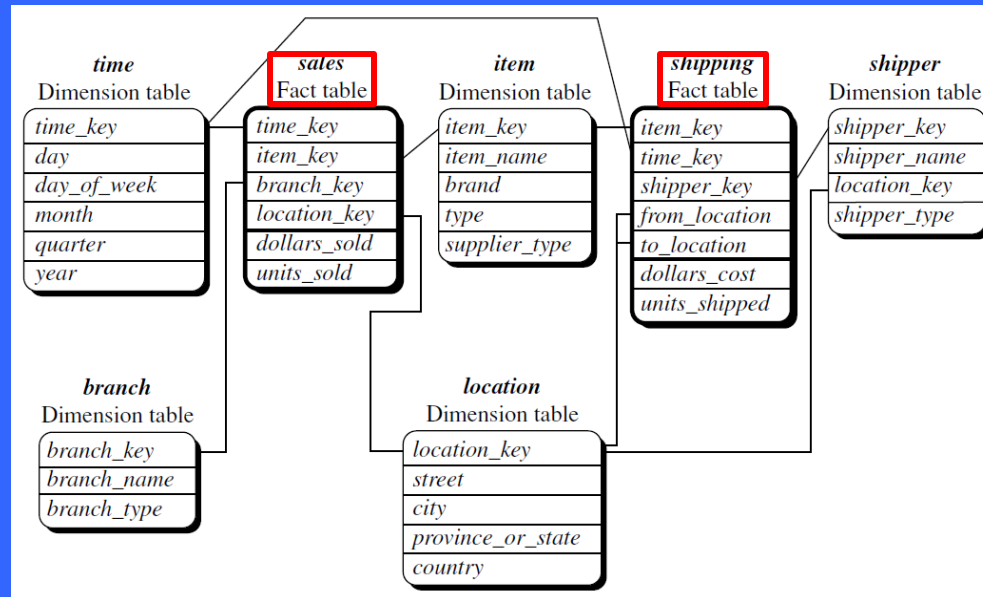 time
Dimension table
time_key
day
day_of_week
month
quarter
year
sales
Fact table
time_key
item_key
branch_key
location_key
dollars_sold
units_sold
item
Dimension table
item_key
item_name
brand
type
supplier_type
shipping
Fact table
item_key
time_key
shipper_key
from_location
to_location
dollars_cost
units_shipped
shipper
Dimension table
shipper_key
shipper_name
location_key
shipper_type
branch
Dimension table
branch_key
branch_name
branch_type
location
Dimension table
location_key
street
city
province_or_state
country